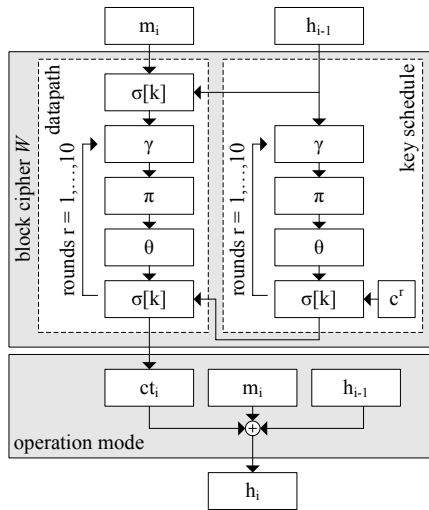 mᵢ
hᵢ₋₁
block cipher W
datapath
key schedule
σ[k]
rounds r = 1,…,10
γ
π
θ
σ[k]
rounds r = 1,…,10
γ
π
θ
σ[k]
cʳ
ctᵢ
mᵢ
hᵢ₋₁
operation mode
+
hᵢ